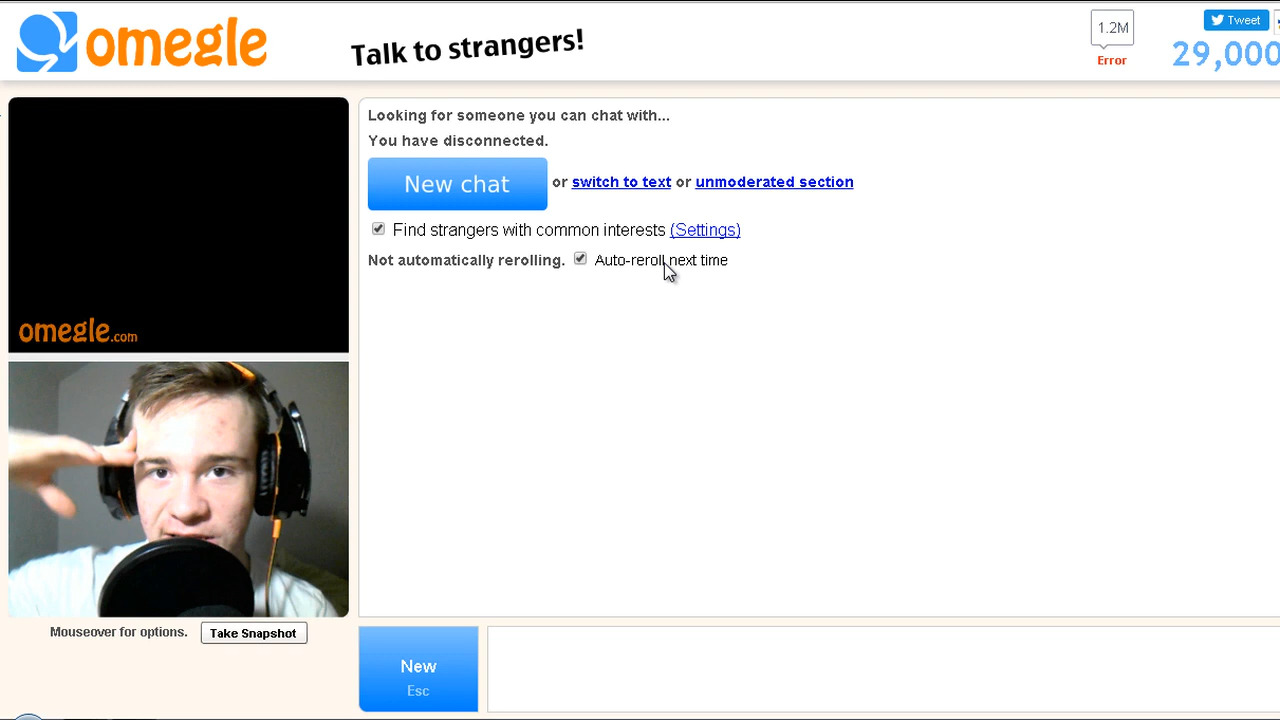 omegle
Talk to strangers!
1.2M
Error
Tweet
29,000
Looking for someone you can chat with...
You have disconnected.
New chat or switch to text or unmoderated section
Find strangers with common interests (Settings)
Not automatically rerolling. Auto-reroll next time
omegle.com
Mouseover for options. Take Snapshot
New
Esc